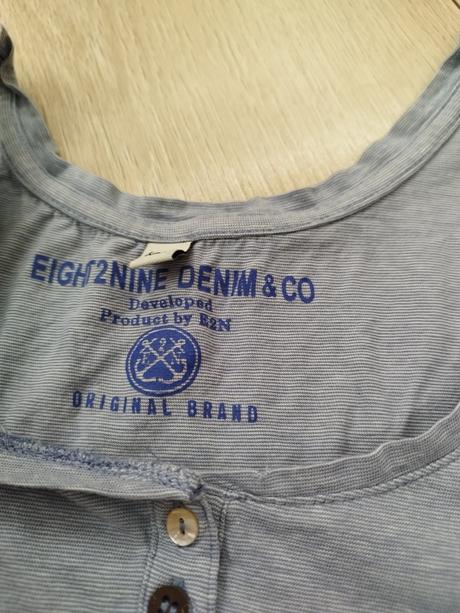 EIGHT2NINE DENIM & CO
Developed
Product by E2N
ORIGINAL BRAND